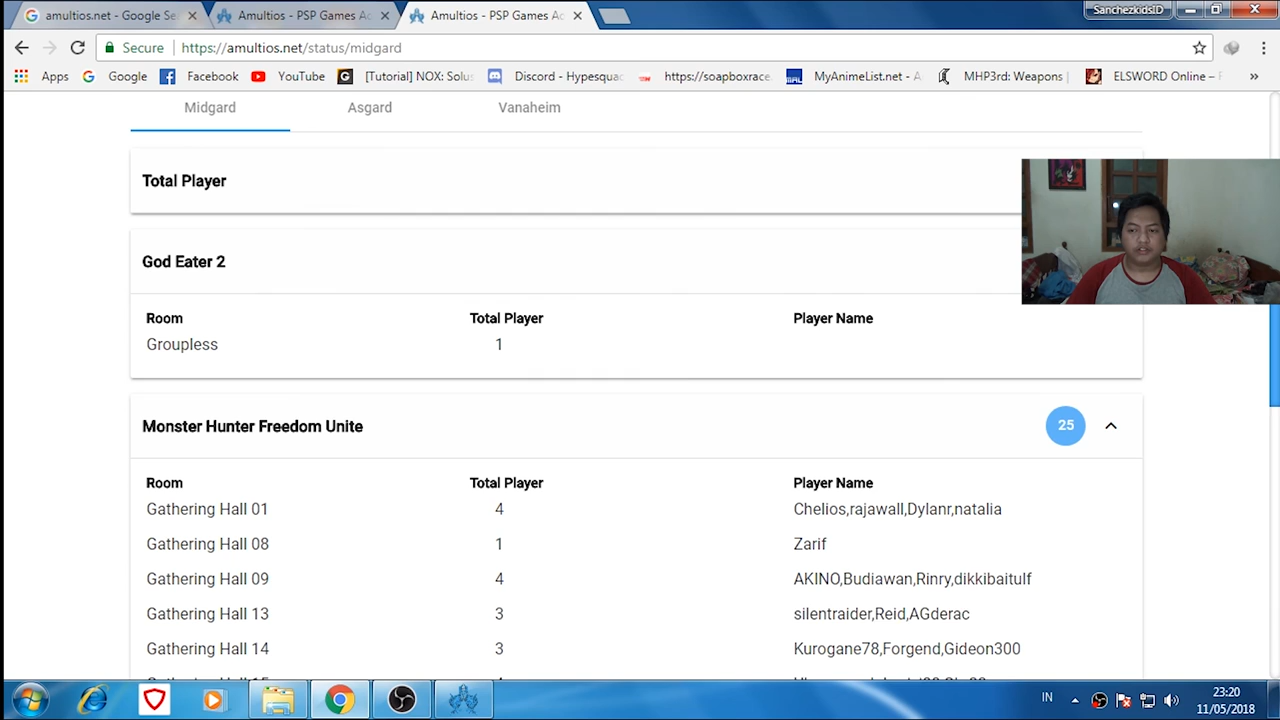 amultios.net - Google Se
Amultios - PSP Games A
Amultios - PSP Games Ac
SanchezkidsID
Secure
https://amultios.net/status/midgard
Apps
Google
Facebook
YouTube
[Tutorial] NOX: Solu
Discord - Hypesqua
https://soapboxrace.
MyAnimeList.net - A
MHP3rd: Weapons |
ELSWORD Online – F
Midgard
Asgard
Vanaheim
Total Player
God Eater 2
Room Total Player Player Name
Groupless 1
Monster Hunter Freedom Unite 25
Room Total Player Player Name
Gathering Hall 01 4 Chelios,rajawall,Dylanr,natalia
Gathering Hall 08 1 Zarif
Gathering Hall 09 4 AKINO,Budiawan,Rinry,dikkibaitulf
Gathering Hall 13 3 silentraider,Reid,AGderac
Gathering Hall 14 3 Kurogane78,Forgend,Gideon300
IN
23:20
11/05/2018